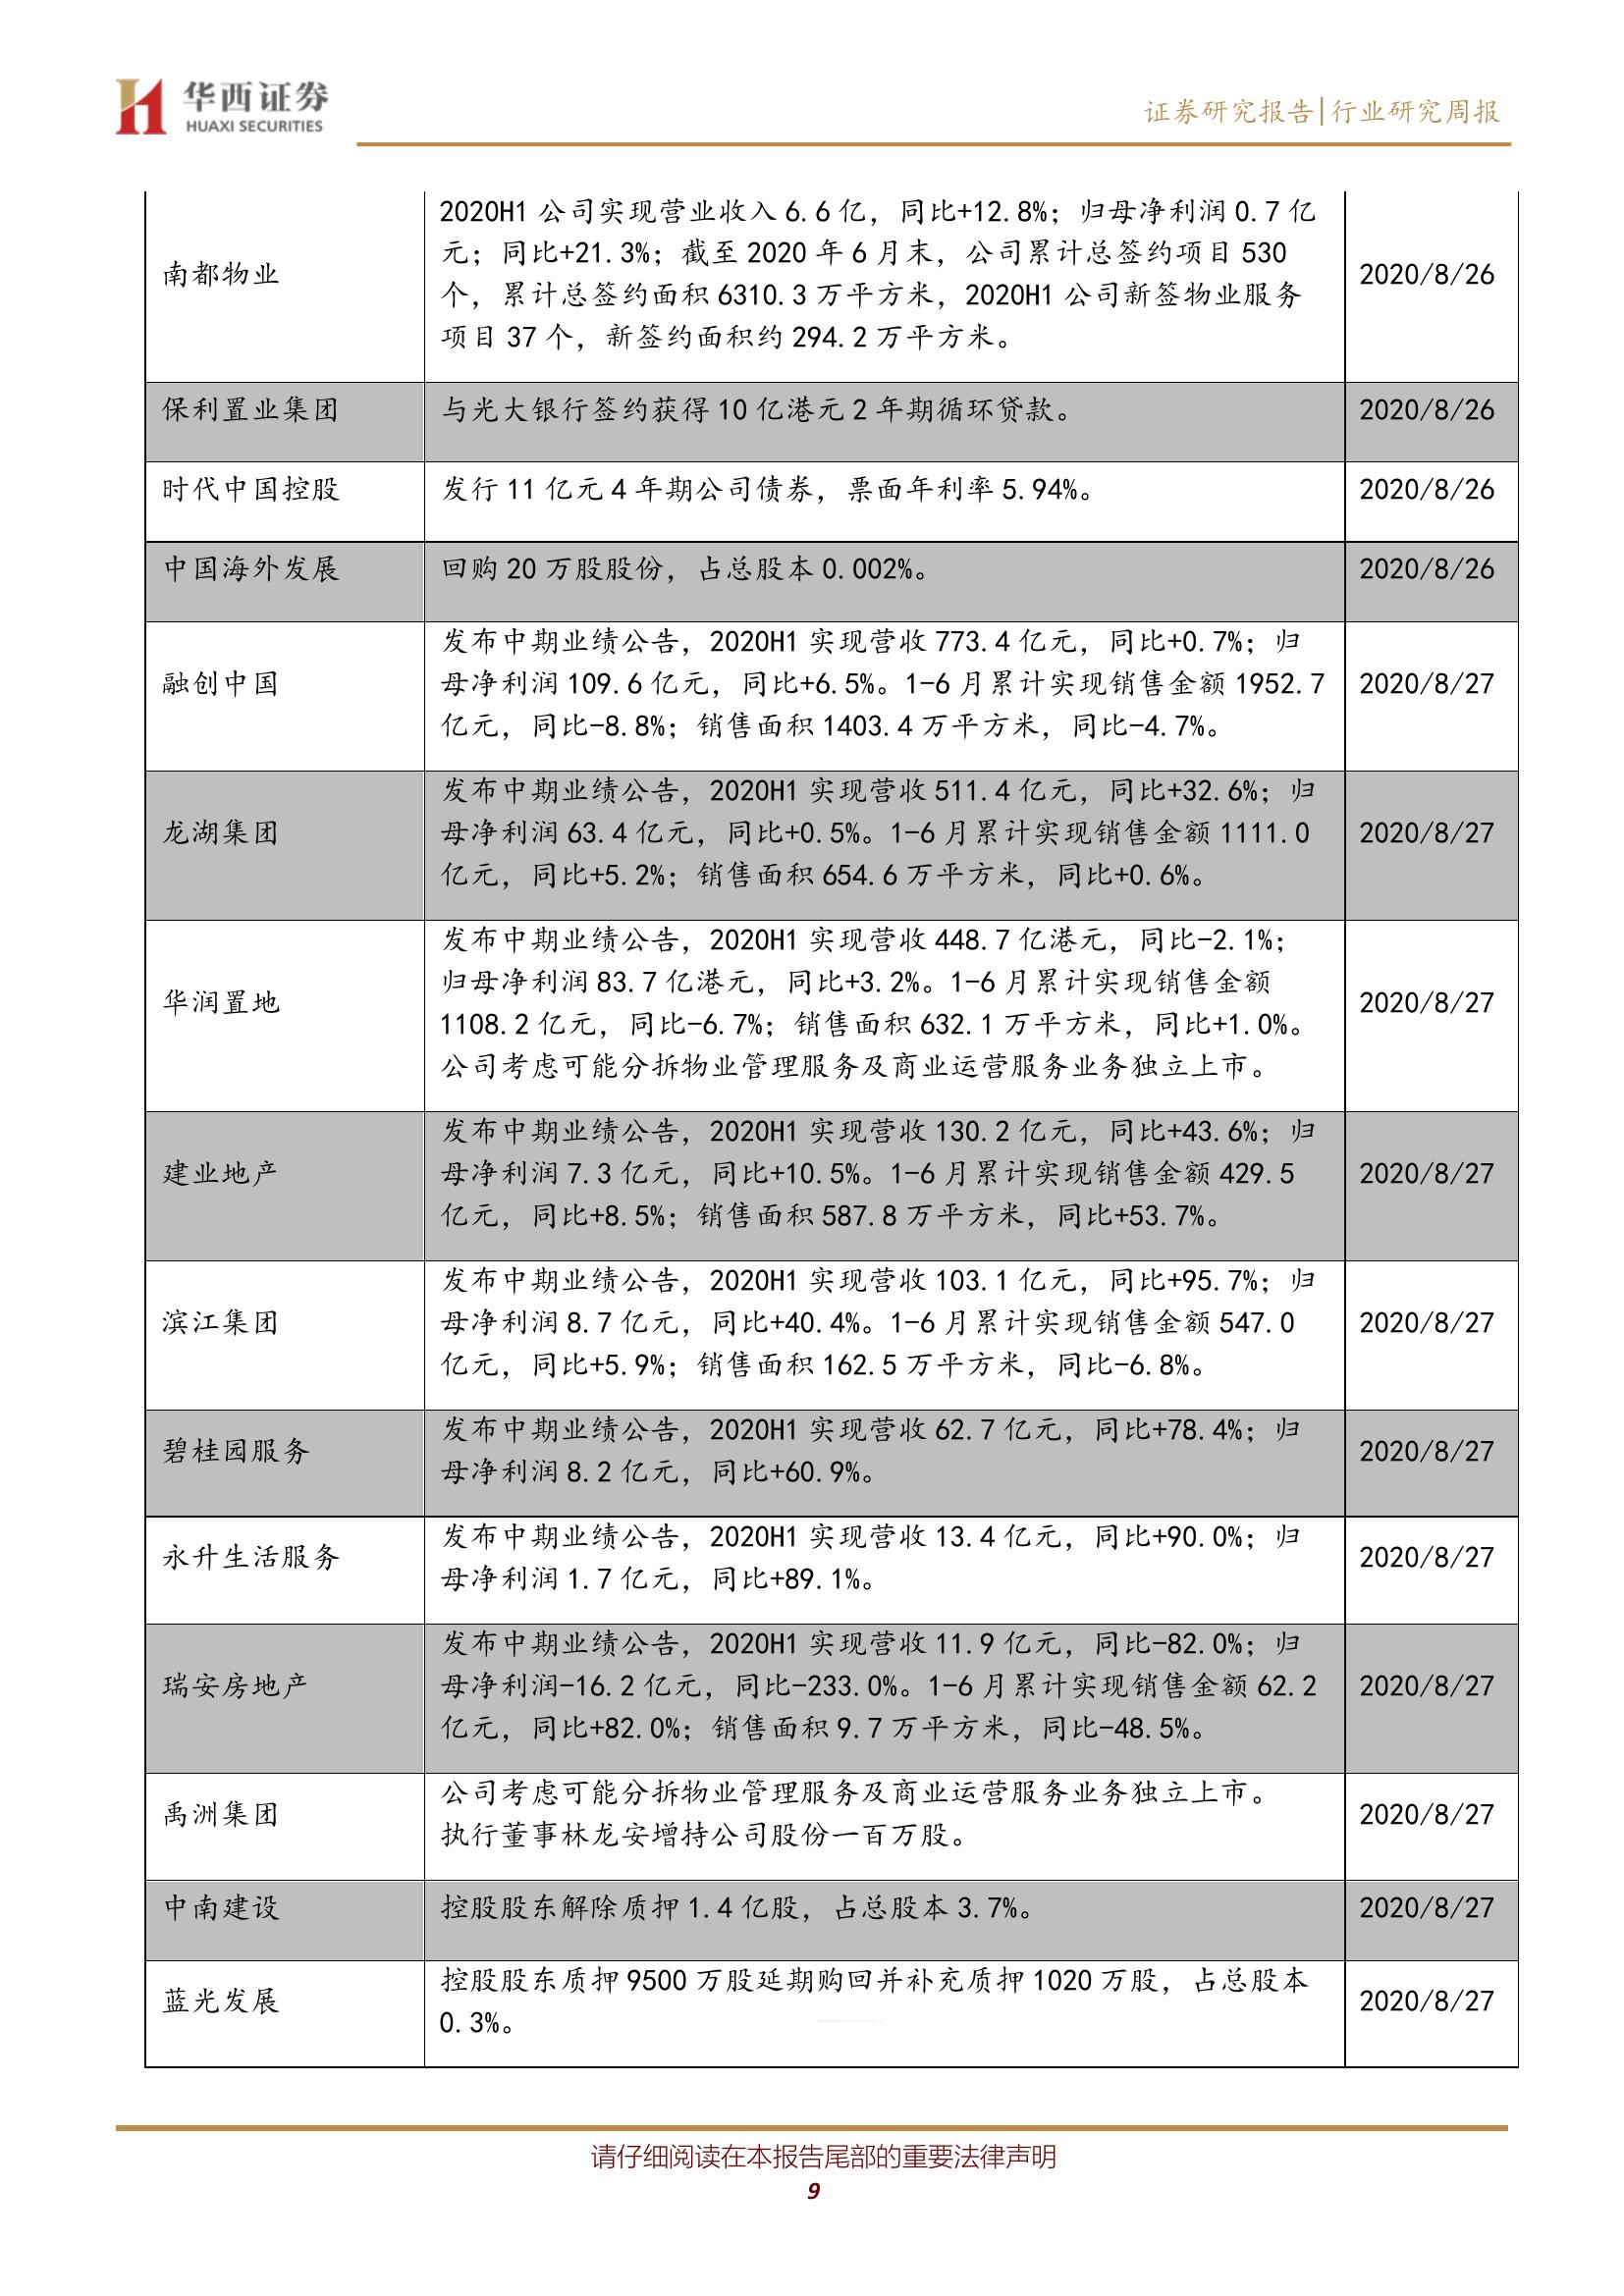 华西证券
HUAXI SECURITIES
证券研究报告|行业研究周报
南都物业
2020H1 公司实现营业收入 6.6 亿，同比+12.8%；归母净利润 0.7 亿
元；同比+21.3%；截至 2020 年 6 月末，公司累计总签约项目 530
个，累计总签约面积 6310.3 万平方米，2020H1 公司新签物业服务
项目 37 个，新签约面积约 294.2 万平方米。
2020/8/26
保利置业集团
与光大银行签约获得 10 亿港元 2 年期循环贷款。
2020/8/26
时代中国控股
发行 11 亿元 4 年期公司债券，票面年利率 5.94%。
2020/8/26
中国海外发展
回购 20 万股股份，占总股本 0.002%。
2020/8/26
融创中国
发布中期业绩公告，2020H1 实现营收 773.4 亿元，同比+0.7%；归
母净利润 109.6 亿元，同比+6.5%。1-6 月累计实现销售金额 1952.7
亿元，同比-8.8%；销售面积 1403.4 万平方米，同比-4.7%。
2020/8/27
龙湖集团
发布中期业绩公告，2020H1 实现营收 511.4 亿元，同比+32.6%；归
母净利润 63.4 亿元，同比+0.5%。1-6 月累计实现销售金额 1111.0
亿元，同比+5.2%；销售面积 654.6 万平方米，同比+0.6%。
2020/8/27
华润置地
发布中期业绩公告，2020H1 实现营收 448.7 亿港元，同比-2.1%；
归母净利润 83.7 亿港元，同比+3.2%。1-6 月累计实现销售金额
1108.2 亿元，同比-6.7%；销售面积 632.1 万平方米，同比+1.0%。
公司考虑可能分拆物业管理服务及商业运营服务业务独立上市。
2020/8/27
建业地产
发布中期业绩公告，2020H1 实现营收 130.2 亿元，同比+43.6%；归
母净利润 7.3 亿元，同比+10.5%。1-6 月累计实现销售金额 429.5
亿元，同比+8.5%；销售面积 587.8 万平方米，同比+53.7%。
2020/8/27
滨江集团
发布中期业绩公告，2020H1 实现营收 103.1 亿元，同比+95.7%；归
母净利润 8.7 亿元，同比+40.4%。1-6 月累计实现销售金额 547.0
亿元，同比+5.9%；销售面积 162.5 万平方米，同比-6.8%。
2020/8/27
碧桂园服务
发布中期业绩公告，2020H1 实现营收 62.7 亿元，同比+78.4%；归
母净利润 8.2 亿元，同比+60.9%。
2020/8/27
永升生活服务
发布中期业绩公告，2020H1 实现营收 13.4 亿元，同比+90.0%；归
母净利润 1.7 亿元，同比+89.1%。
2020/8/27
瑞安房地产
发布中期业绩公告，2020H1 实现营收 11.9 亿元，同比-82.0%；归
母净利润-16.2 亿元，同比-233.0%。1-6 月累计实现销售金额 62.2
亿元，同比+82.0%；销售面积 9.7 万平方米，同比-48.5%。
2020/8/27
禹洲集团
公司考虑可能分拆物业管理服务及商业运营服务业务独立上市。
执行董事林龙安增持公司股份一百万股。
2020/8/27
中南建设
控股股东解除质押 1.4 亿股，占总股本 3.7%。
2020/8/27
蓝光发展
控股股东质押 9500 万股延期购回并补充质押 1020 万股，占总股本
0.3%。
2020/8/27
请仔细阅读在本报告尾部的重要法律声明
9